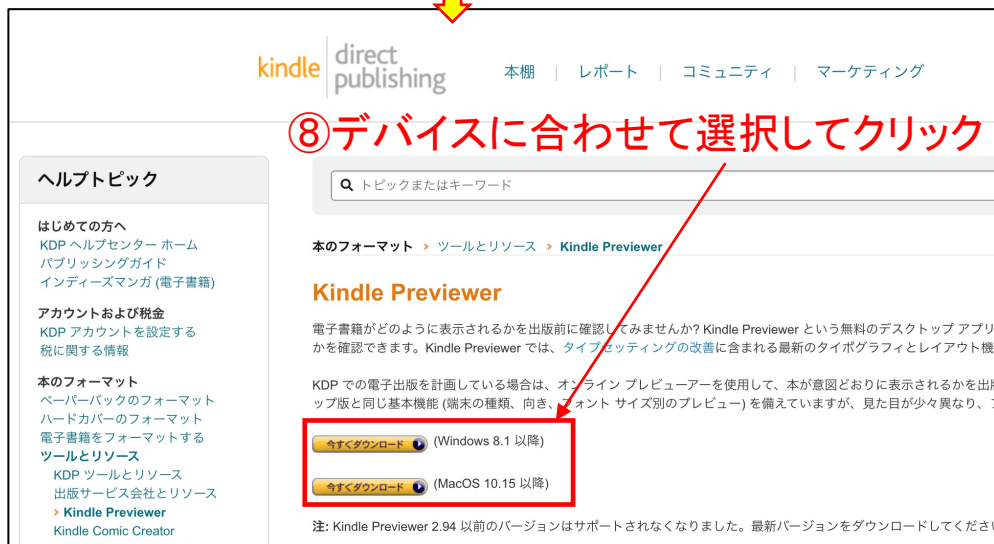 kindle direct publishing
本棚 | レポート | コミュニティ | マーケティング
⑧デバイスに合わせて選択してクリック
ヘルプトピック
トピックまたはキーワード
はじめての方へ
KDP ヘルプセンター ホーム
パブリッシングガイド
インディーズマンガ (電子書籍)
アカウントおよび税金
KDP アカウントを設定する
税に関する情報
本のフォーマット
ペーパーバックのフォーマット
ハードカバーのフォーマット
電子書籍をフォーマットする
ツールとリソース
KDP ツールとリソース
出版サービス会社とリソース
› Kindle Previewer
Kindle Comic Creator
本のフォーマット › ツールとリソース › Kindle Previewer
Kindle Previewer
電子書籍がどのように表示されるかを出版前に確認してみませんか? Kindle Previewer という無料のデスクトップ アプリ
かを確認できます。Kindle Previewer では、タイプセッティングの改善に含まれる最新のタイポグラフィとレイアウト機
KDP での電子出版を計画している場合は、オンライン プレビューアーを使用して、本が意図どおりに表示されるかを出
ップ版と同じ基本機能 (端末の種類、向き、フォント サイズ別のプレビュー) を備えていますが、見た目が少々異なり、
今すぐダウンロード (Windows 8.1 以降)
今すぐダウンロード (MacOS 10.15 以降)
注: Kindle Previewer 2.94 以前のバージョンはサポートされなくなりました。最新バージョンをダウンロードしてくださ